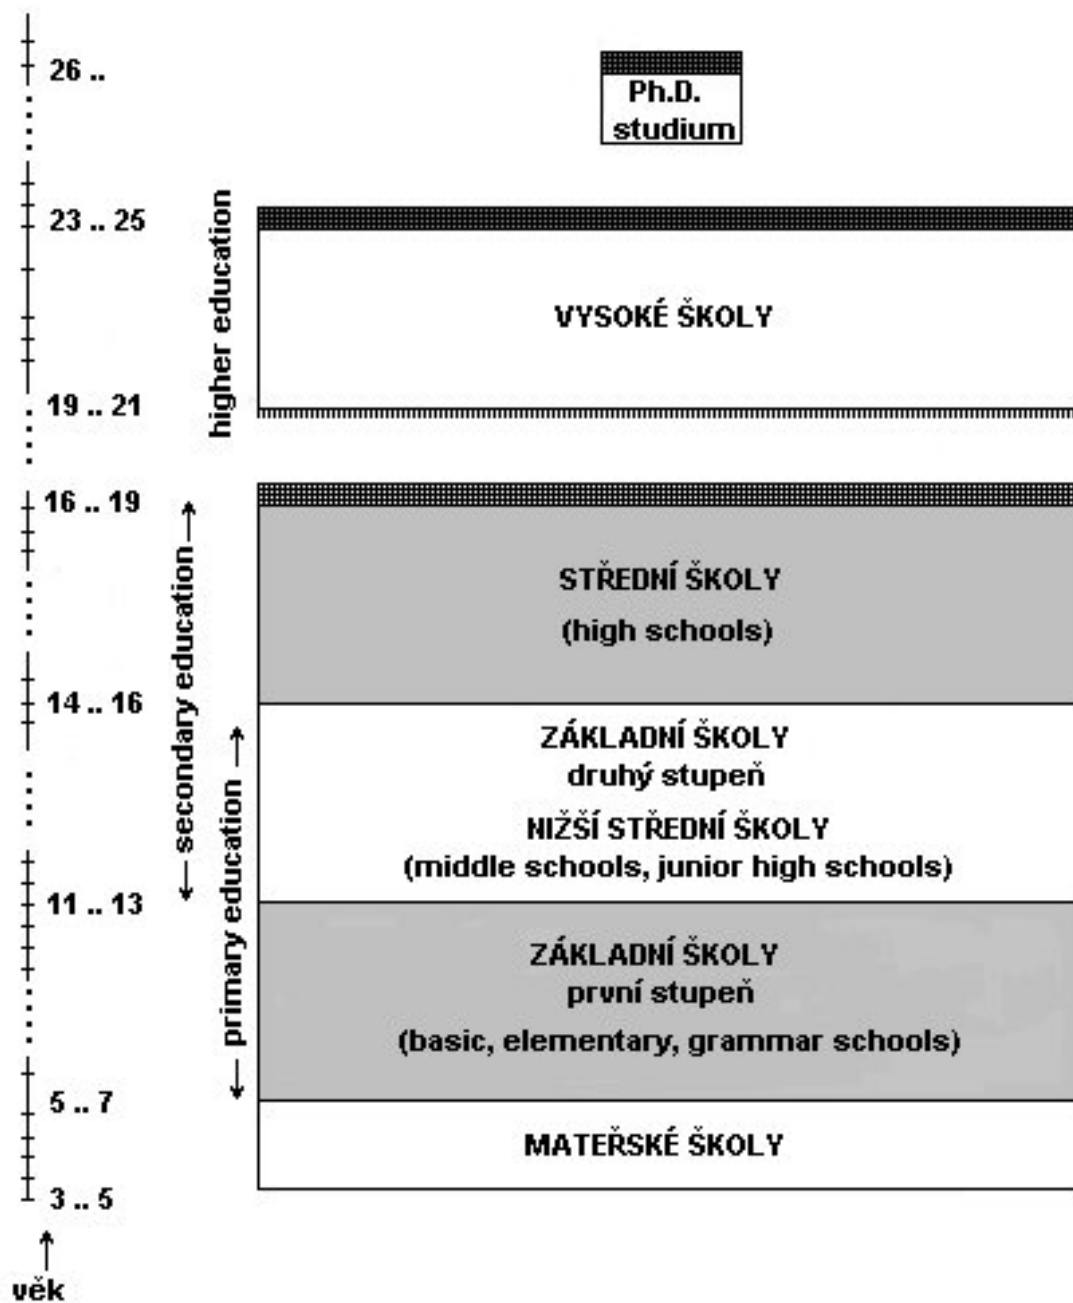 26 ..
Ph.D.
studium
23 .. 25
higher education
VYSOKÉ ŠKOLY
19 .. 21
16 .. 19
secondary education
STŘEDNÍ ŠKOLY
(high schools)
14 .. 16
primary education
ZÁKLADNÍ ŠKOLY
druhý stupeň
NIŽŠÍ STŘEDNÍ ŠKOLY
(middle schools, junior high schools)
11 .. 13
ZÁKLADNÍ ŠKOLY
první stupeň
(basic, elementary, grammar schools)
5 .. 7
MATEŘSKÉ ŠKOLY
3 .. 5
věk